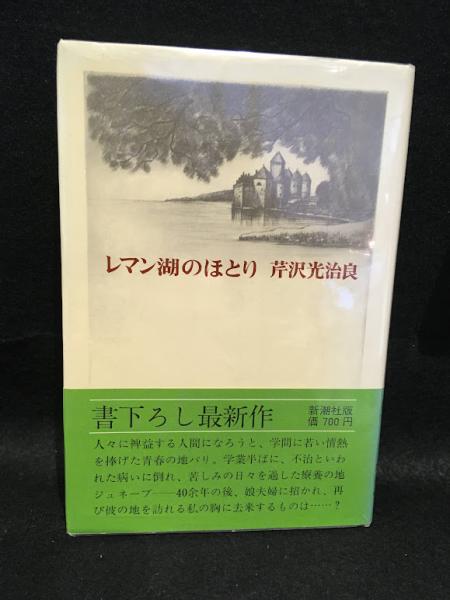 レマン湖のほとり 芹沢光治良
書下ろし最新作
新潮社版
価 700円
人々に裨益する人間になろうと、学問に若い情熱
を捧げた青春の地パリ。学業半ばに、不治といわ
れた病いに倒れ、苦しみの日々を過した療養の地
ジュネーブ──40余年の後、娘夫婦に招かれ、再
び彼の地を訪れる私の胸に去来するものは……?